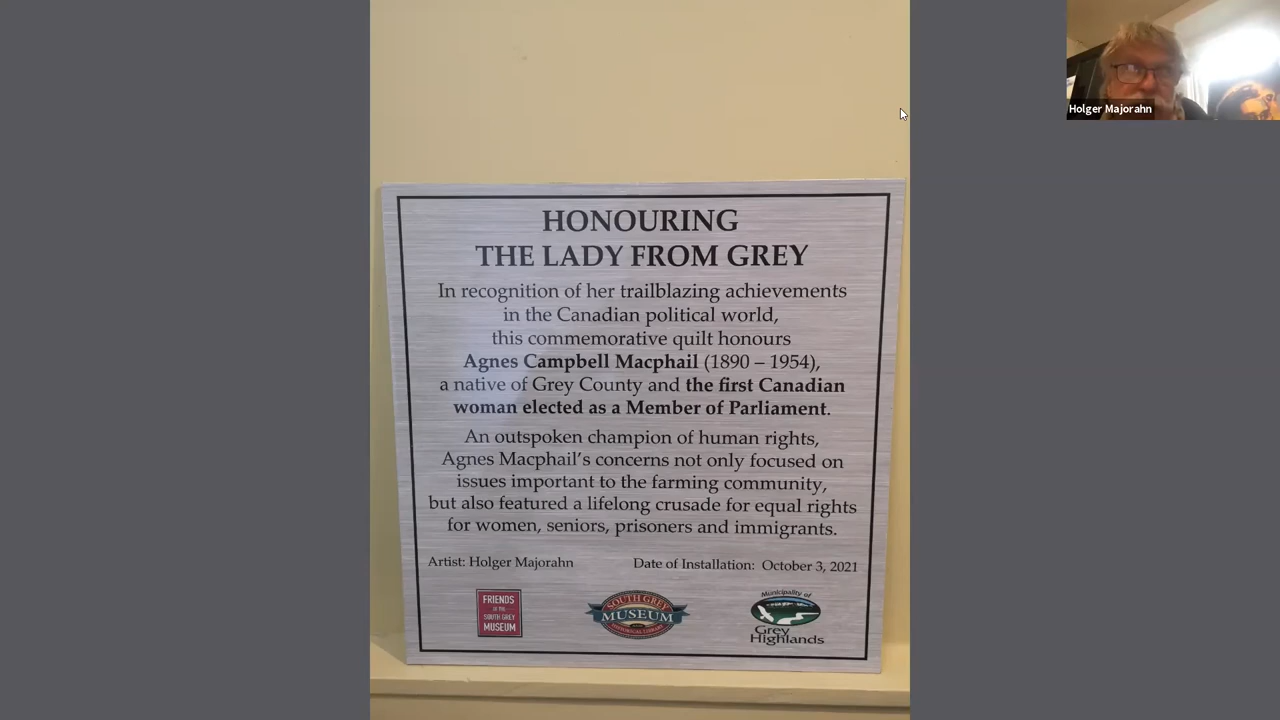 HONOURING
THE LADY FROM GREY
In recognition of her trailblazing achievements
in the Canadian political world,
this commemorative quilt honours
Agnes Campbell Macphail (1890 – 1954),
a native of Grey County and the first Canadian
woman elected as a Member of Parliament.
An outspoken champion of human rights,
Agnes Macphail's concerns not only focused on
issues important to the farming community,
but also featured a lifelong crusade for equal rights
for women, seniors, prisoners and immigrants.
Artist: Holger Majorahn
Date of Installation: October 3, 2021
FRIENDS
OF THE
SOUTH GREY
MUSEUM
SOUTH GREY
MUSEUM
HISTORICAL LIBRARY
Municipality of
Grey
Highlands
Holger Majorahn